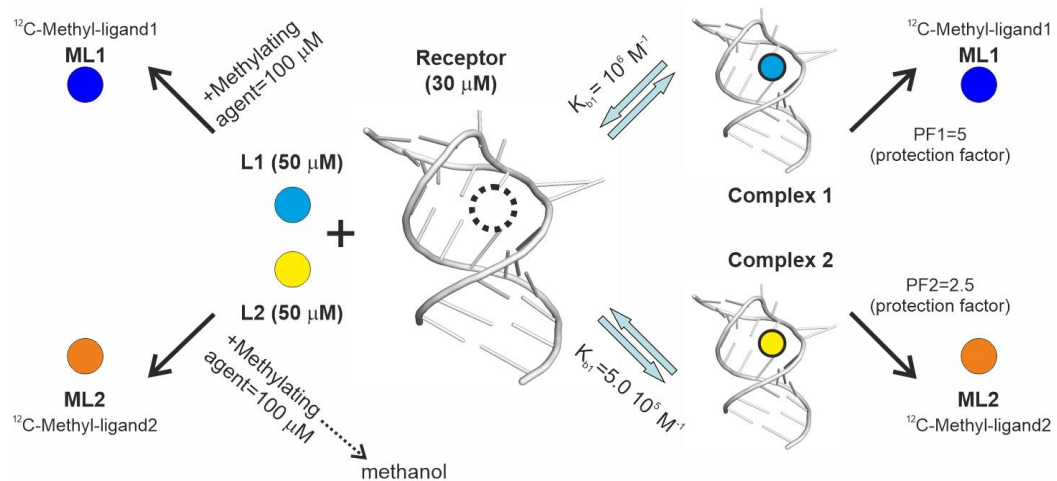 ¹²C-Methyl-ligand1
ML1
+Methylating
agent=100 μM
L1 (50 μM)
+
L2 (50 μM)
+Methylating
agent=100 μM
methanol
ML2
¹²C-Methyl-ligand2
Receptor
(30 μM)
K_b1 = 10⁶ M⁻¹
K_b1 =5.0 10⁵ M⁻¹
Complex 1
Complex 2
¹²C-Methyl-ligand1
ML1
PF1=5
(protection factor)
PF2=2.5
(protection factor)
ML2
¹²C-Methyl-ligand2